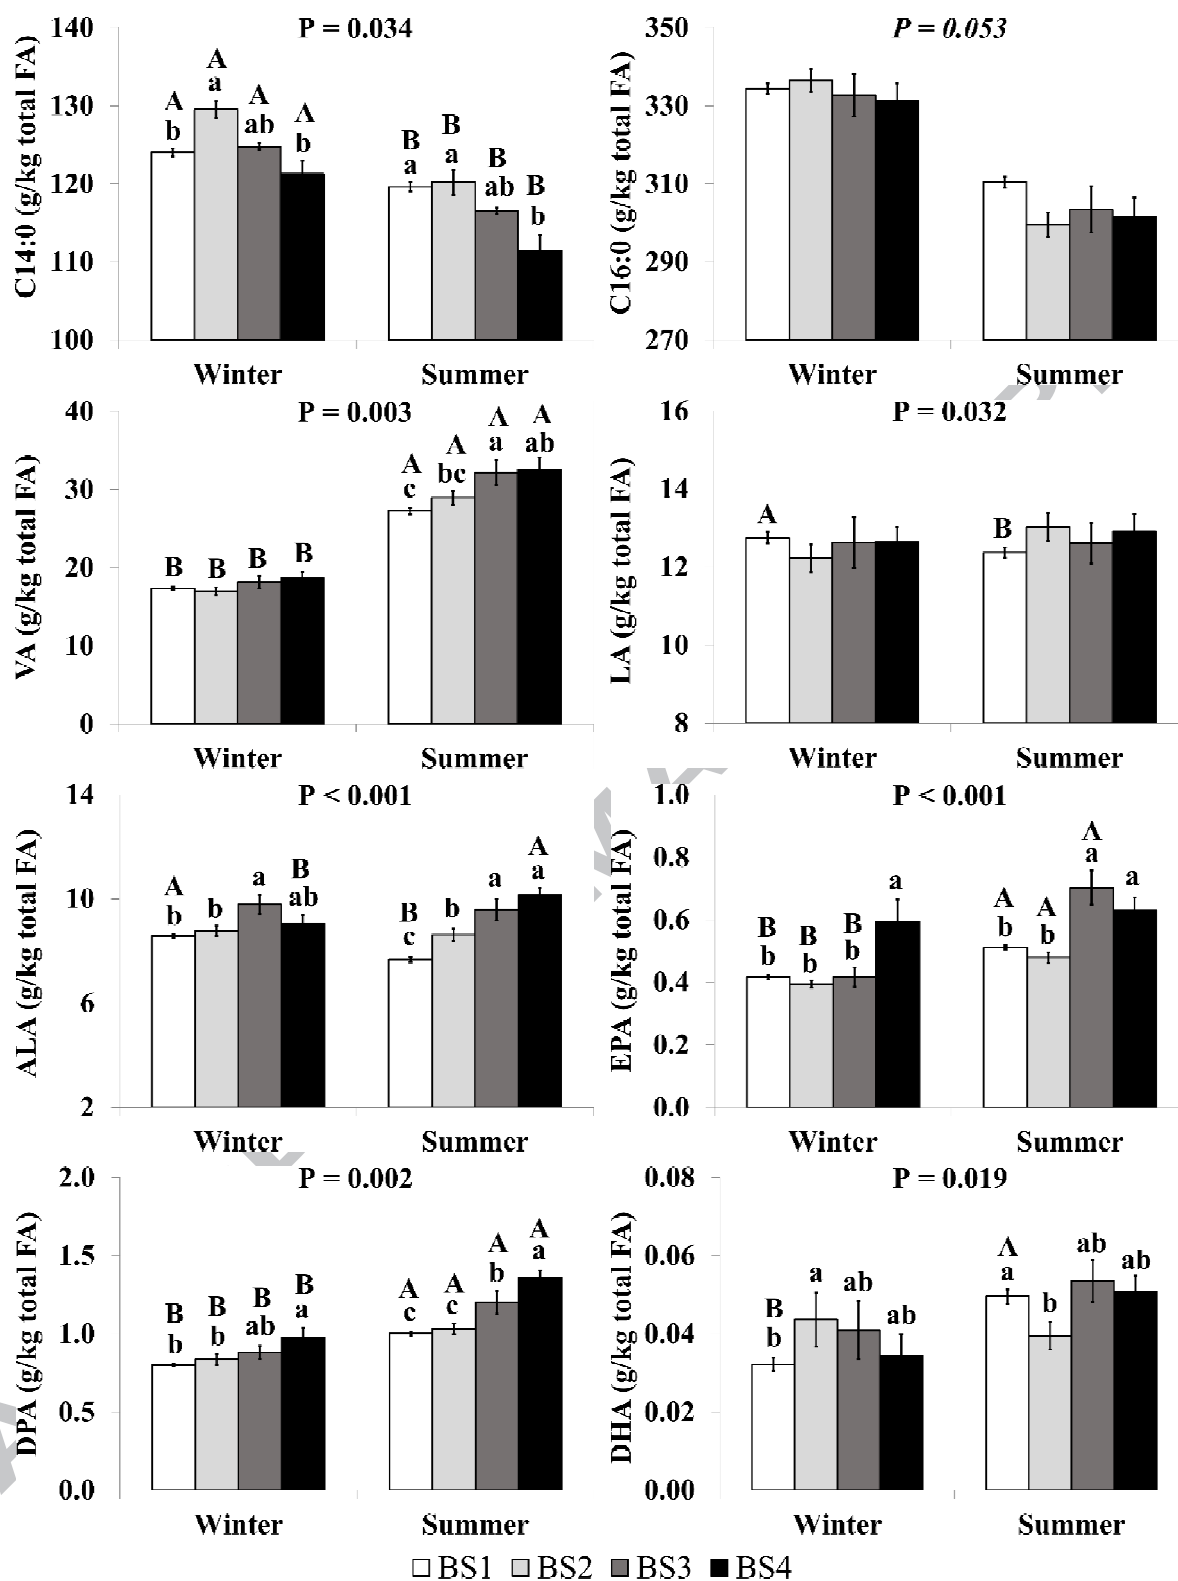 P = 0.034
C14:0 (g/kg total FA)
140
130
120
110
100
A
b
A
a
A
ab
A
b
B
a
B
a
B
ab
B
b
Winter Summer
P = 0.053
C16:0 (g/kg total FA)
350
330
310
290
270
Winter Summer
P = 0.003
VA (g/kg total FA)
40
30
20
10
0
B B B B
A
c
A
bc
A
a
A
ab
Winter Summer
P = 0.032
LA (g/kg total FA)
16
14
12
10
8
A
B
Winter Summer
P < 0.001
ALA (g/kg total FA)
14
10
6
2
A
b
b
a
B
ab
B
c
b
a
A
a
Winter Summer
P < 0.001
EPA (g/kg total FA)
1.0
0.8
0.6
0.4
0.2
0.0
B
b
B
b
B
b
a
A
b
A
b
A
a
a
Winter Summer
P = 0.002
DPA (g/kg total FA)
2.0
1.5
1.0
0.5
0.0
B
b
B
b
B
ab
B
a
A
c
A
c
A
b
A
a
Winter Summer
P = 0.019
DHA (g/kg total FA)
0.08
0.06
0.04
0.02
0.00
B
b
a
ab
ab
A
a
b
ab
ab
Winter Summer
BS1 BS2 BS3 BS4